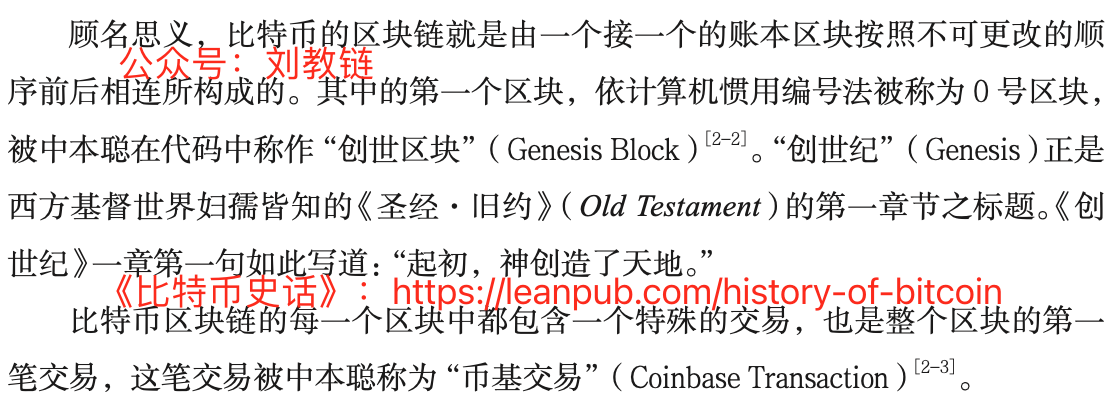 顾名思义，比特币的区块链就是由一个接一个的账本区块按照不可更改的顺
公众号：刘教链
序前后相连所构成的。其中的第一个区块，依计算机惯用编号法被称为 0 号区块，
被中本聪在代码中称作 “创世区块”（Genesis Block）[2-2]。“创世纪”（Genesis）正是
西方基督世界妇孺皆知的《圣经·旧约》（Old Testament）的第一章节之标题。《创
世纪》一章第一句如此写道：“起初，神创造了天地。”
《比特币史话》：https://leanpub.com/history-of-bitcoin
比特币区块链的每一个区块中都包含一个特殊的交易，也是整个区块的第一
笔交易，这笔交易被中本聪称为 “币基交易”（Coinbase Transaction）[2-3]。